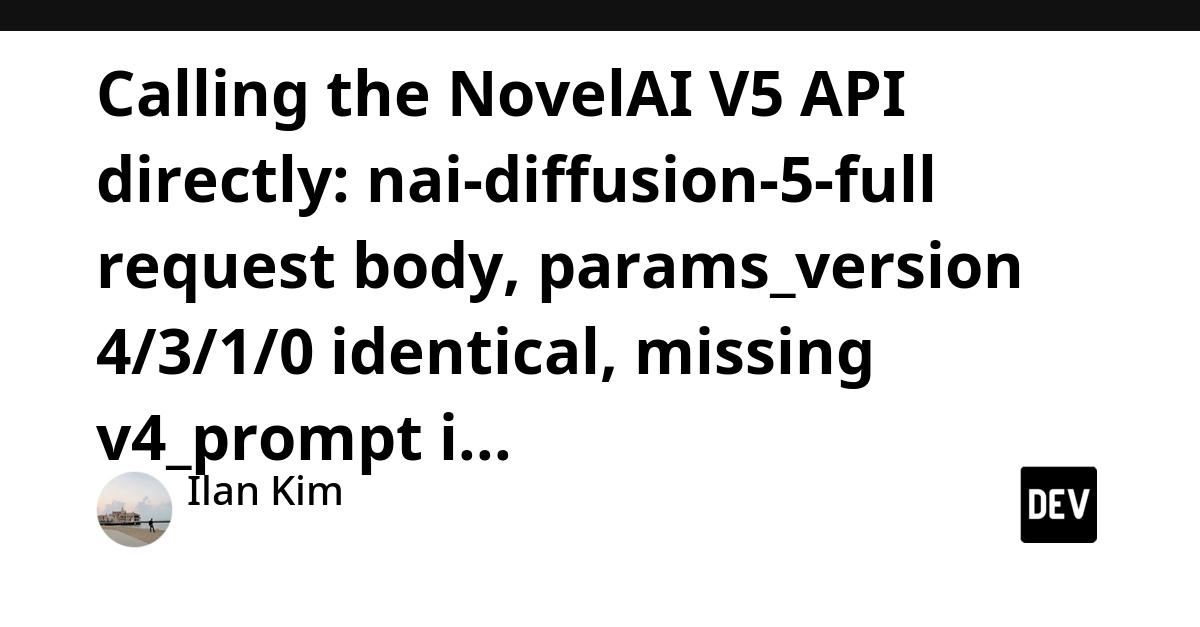 Calling the NovelAI V5 API
directly: nai-diffusion-5-full
request body, params_version
4/3/1/0 identical, missing
v4_prompt i...
Ilan Kim
DEV